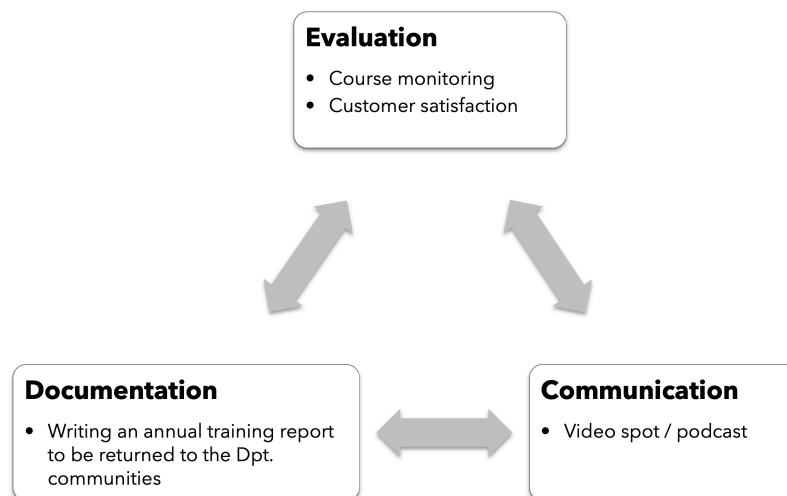 Evaluation
• Course monitoring
• Customer satisfaction
Documentation
• Writing an annual training report
to be returned to the Dpt.
communities
Communication
• Video spot / podcast